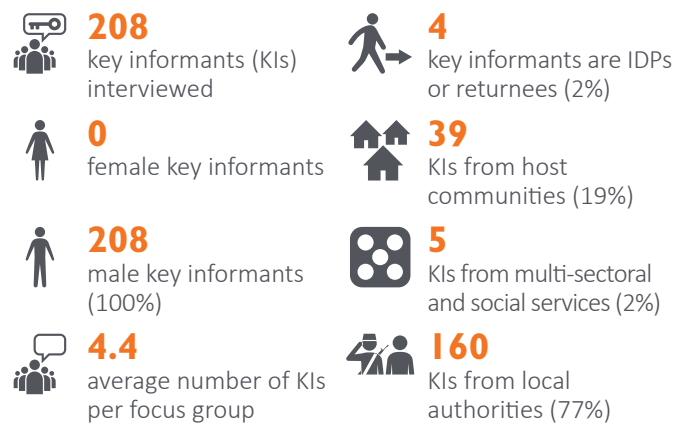 208
key informants (KIs)
interviewed
0
female key informants
208
male key informants
(100%)
4.4
average number of KIs
per focus group
4
key informants are IDPs
or returnees (2%)
39
KIs from host
communities (19%)
5
KIs from multi-sectoral
and social services (2%)
160
KIs from local
authorities (77%)